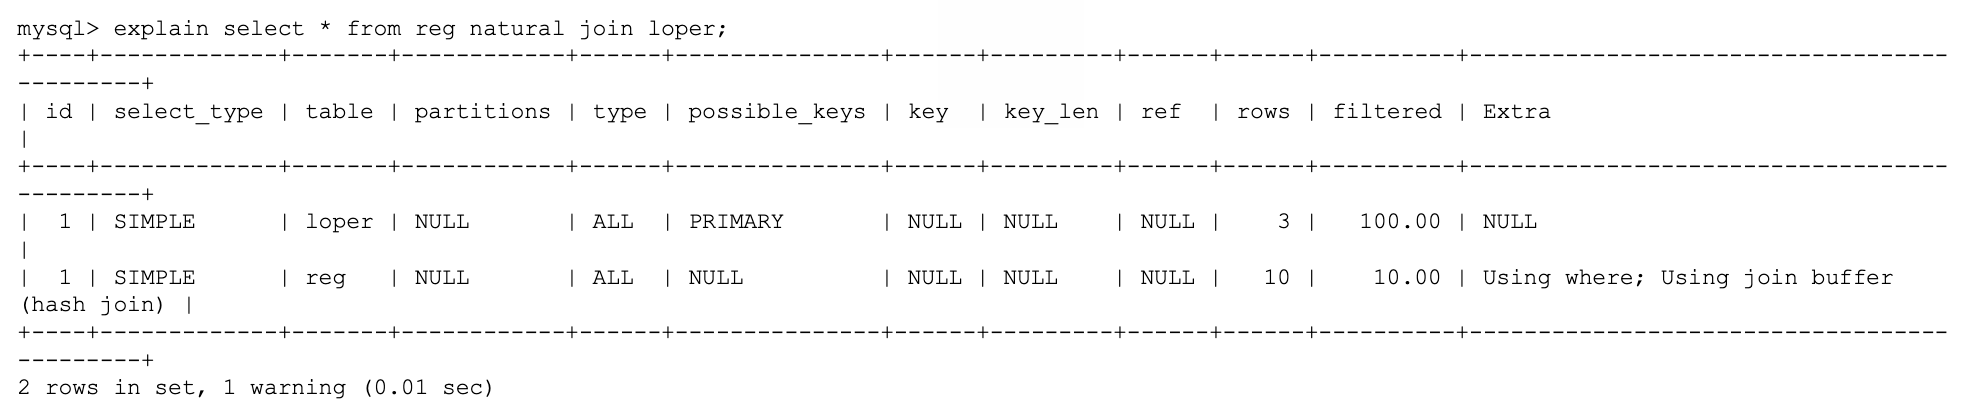 mysql> explain select * from reg natural join loper;
+----+-------------+-------+------------+------+---------------+------+---------+------+------+----------+-----------------------------------
---------+
| id | select_type | table | partitions | type | possible_keys | key  | key_len | ref  | rows | filtered | Extra
|
+----+-------------+-------+------------+------+---------------+------+---------+------+------+----------+-----------------------------------
---------+
|  1 | SIMPLE      | loper | NULL       | ALL  | PRIMARY       | NULL | NULL    | NULL |    3 |   100.00 | NULL
|
|  1 | SIMPLE      | reg   | NULL       | ALL  | NULL          | NULL | NULL    | NULL |   10 |    10.00 | Using where; Using join buffer
(hash join) |
+----+-------------+-------+------------+------+---------------+------+---------+------+------+----------+-----------------------------------
---------+
2 rows in set, 1 warning (0.01 sec)